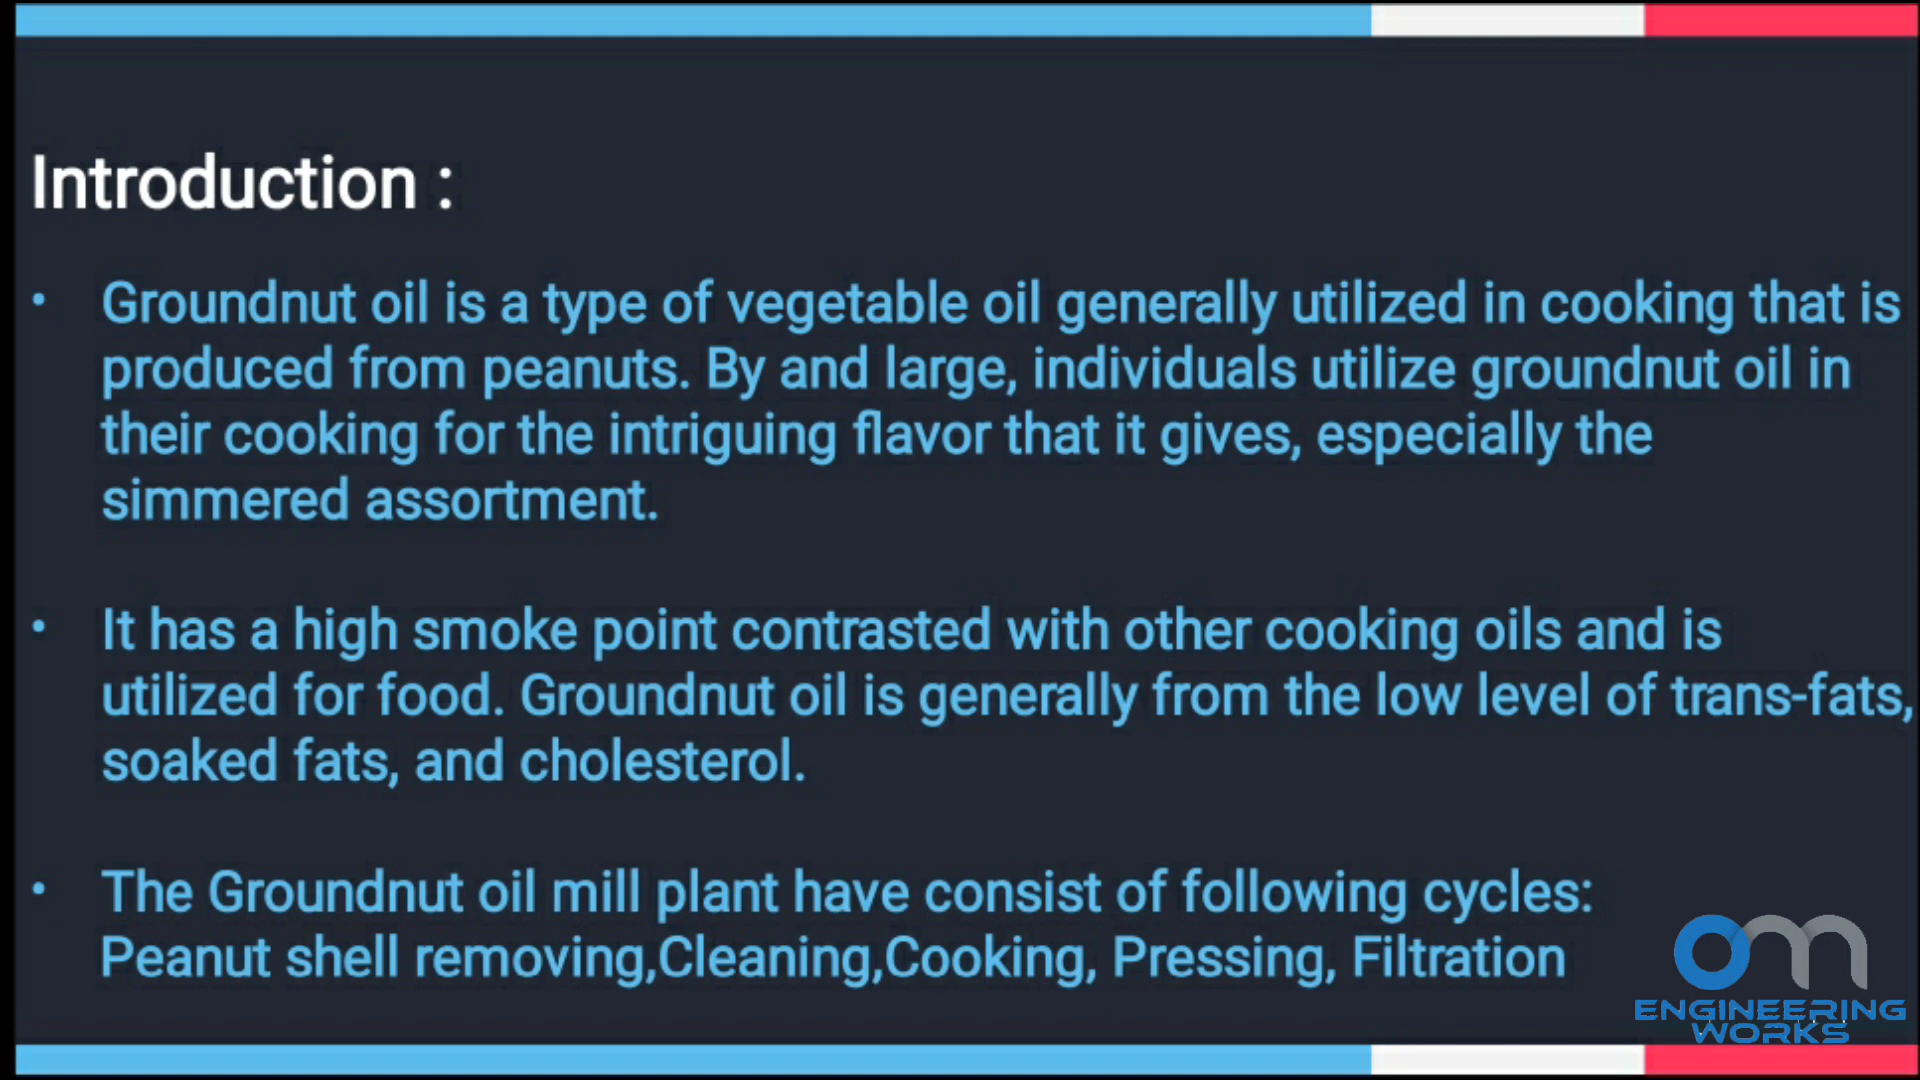 Introduction :
• Groundnut oil is a type of vegetable oil generally utilized in cooking that is
produced from peanuts. By and large, individuals utilize groundnut oil in
their cooking for the intriguing flavor that it gives, especially the
simmered assortment.
• It has a high smoke point contrasted with other cooking oils and is
utilized for food. Groundnut oil is generally from the low level of trans-fats,
soaked fats, and cholesterol.
• The Groundnut oil mill plant have consist of following cycles:
Peanut shell removing,Cleaning,Cooking, Pressing, Filtration
om
ENGINEERING
WORKS